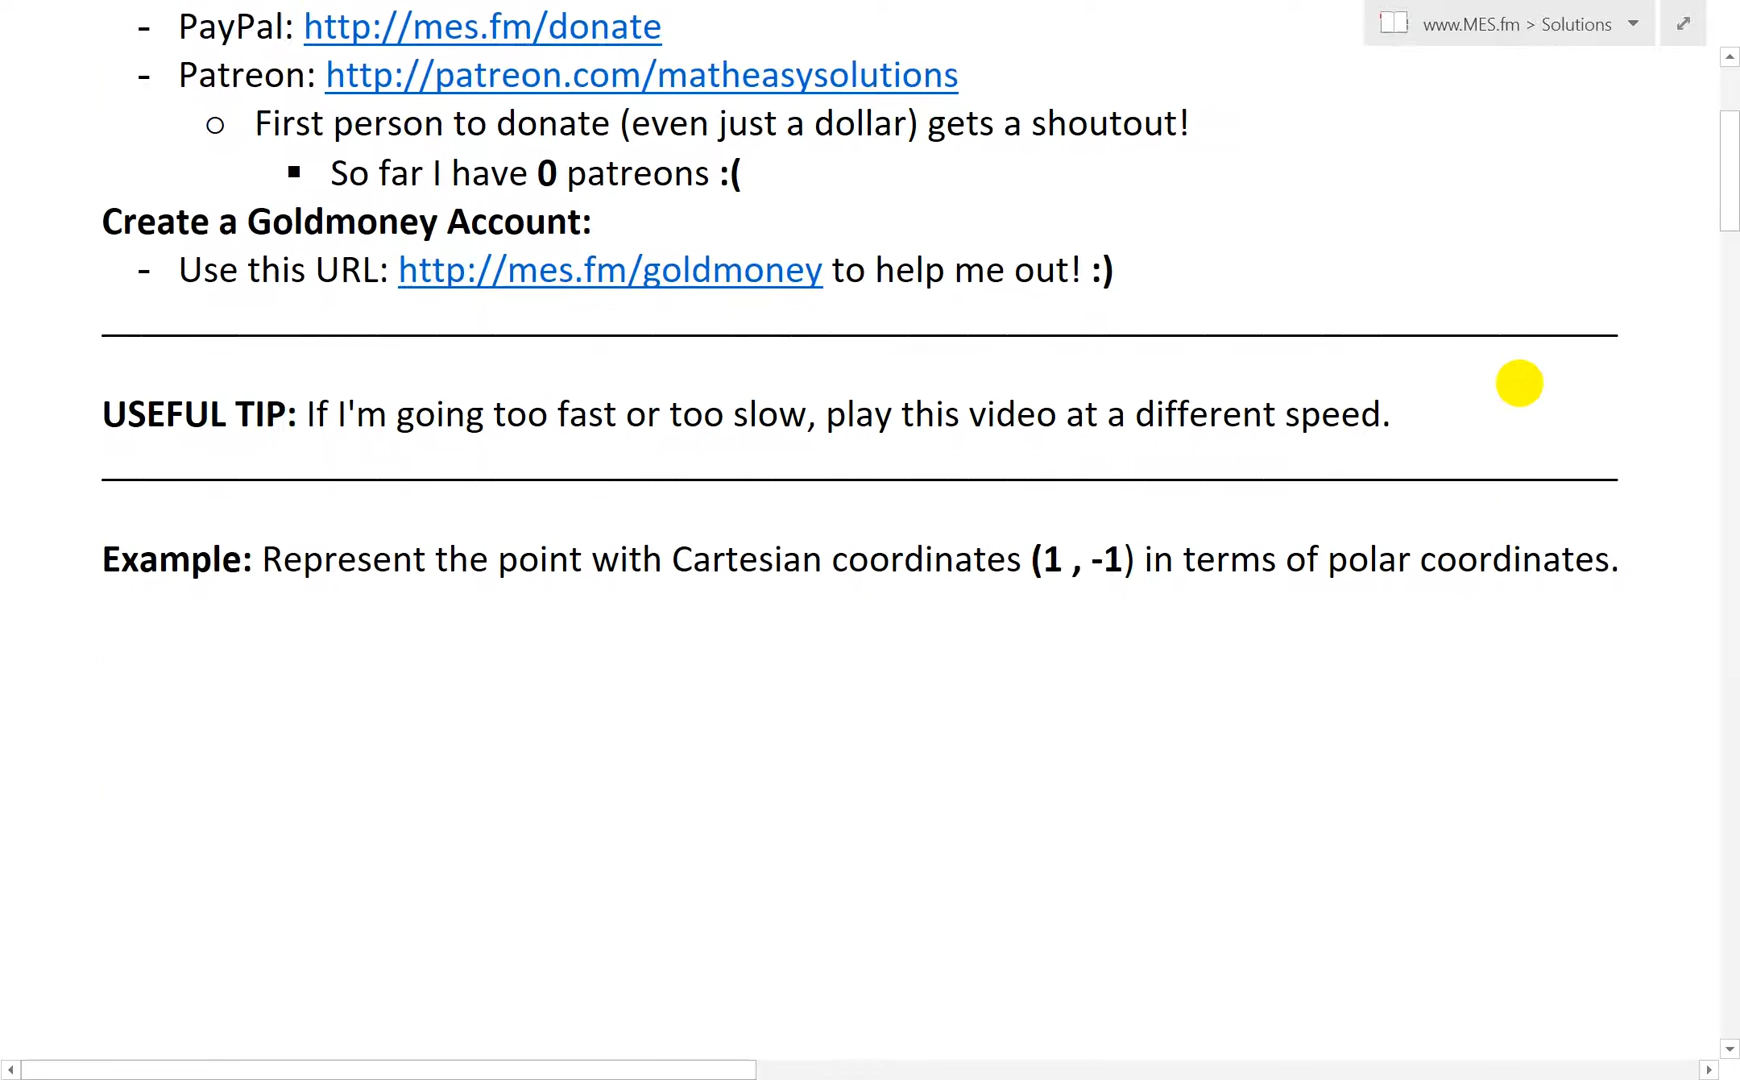 - PayPal: http://mes.fm/donate
www.MES.fm > Solutions
- Patreon: http://patreon.com/matheasysolutions
○ First person to donate (even just a dollar) gets a shoutout!
▪ So far I have 0 patreons :(
Create a Goldmoney Account:
- Use this URL: http://mes.fm/goldmoney to help me out! :)
USEFUL TIP: If I'm going too fast or too slow, play this video at a different speed.
Example: Represent the point with Cartesian coordinates (1 , -1) in terms of polar coordinates.